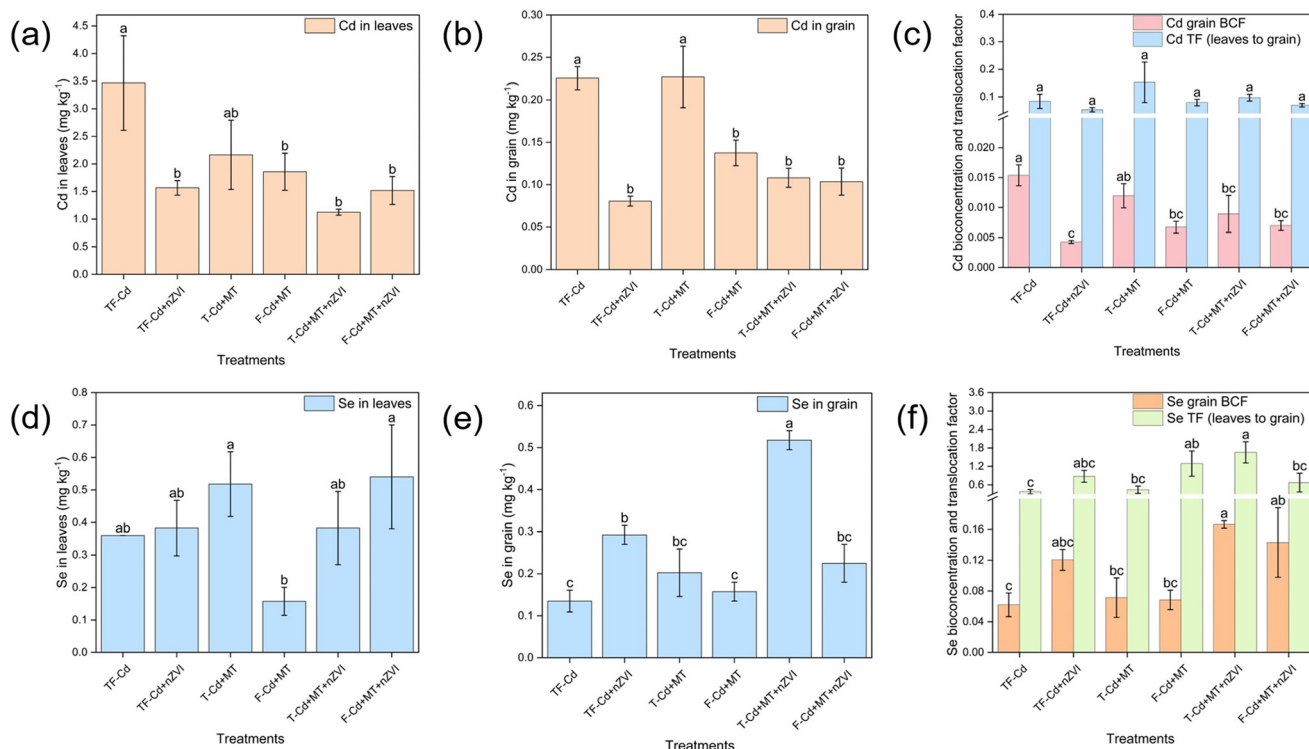 (a)
Cd in leaves
Cd in leaves (mg kg⁻¹)
4.5
4.0
3.5
3.0
2.5
2.0
1.5
1.0
0.5
0.0
a
b
ab
b
b
b
TF-Cd
TF-Cd+nZVI
T-Cd+MT
F-Cd+MT
T-Cd+MT+nZVI
F-Cd+MT+nZVI
Treatments
(b)
Cd in grain
Cd in grain (mg kg⁻¹)
0.30
0.25
0.20
0.15
0.10
0.05
0.00
a
b
a
b
b
b
TF-Cd
TF-Cd+nZVI
T-Cd+MT
F-Cd+MT
T-Cd+MT+nZVI
F-Cd+MT+nZVI
Treatments
(c)
Cd grain BCF
Cd TF (leaves to grain)
Cd bioconcentration and translocation factor
0.4
0.3
0.2
0.1
0.020
0.015
0.010
0.005
0.000
a
a
c
a
ab
a
bc
a
bc
a
bc
a
TF-Cd
TF-Cd+nZVI
T-Cd+MT
F-Cd+MT
T-Cd+MT+nZVI
F-Cd+MT+nZVI
Treatments
(d)
Se in leaves
Se in leaves (mg kg⁻¹)
0.8
0.7
0.6
0.5
0.4
0.3
0.2
0.1
0.0
ab
ab
a
b
ab
a
TF-Cd
TF-Cd+nZVI
T-Cd+MT
F-Cd+MT
T-Cd+MT+nZVI
F-Cd+MT+nZVI
Treatments
(e)
Se in grain
Se in grain (mg kg⁻¹)
0.6
0.5
0.4
0.3
0.2
0.1
0.0
c
b
bc
c
a
bc
TF-Cd
TF-Cd+nZVI
T-Cd+MT
F-Cd+MT
T-Cd+MT+nZVI
F-Cd+MT+nZVI
Treatments
(f)
Se grain BCF
Se TF (leaves to grain)
Se bioconcentration and translocation factor
3.6
3.0
2.4
1.8
1.2
0.6
0.16
0.12
0.08
0.04
0.00
c
c
abc
abc
bc
bc
bc
ab
a
a
ab
bc
TF-Cd
TF-Cd+nZVI
T-Cd+MT
F-Cd+MT
T-Cd+MT+nZVI
F-Cd+MT+nZVI
Treatments